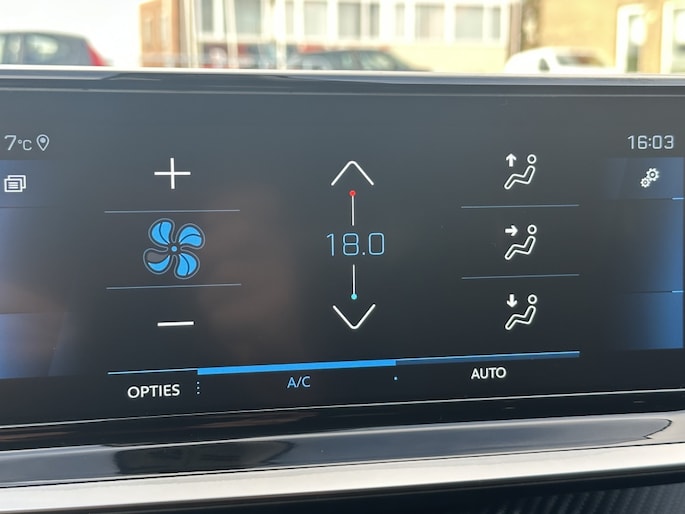 7°C
16:03
18.0
OPTIES
A/C
AUTO